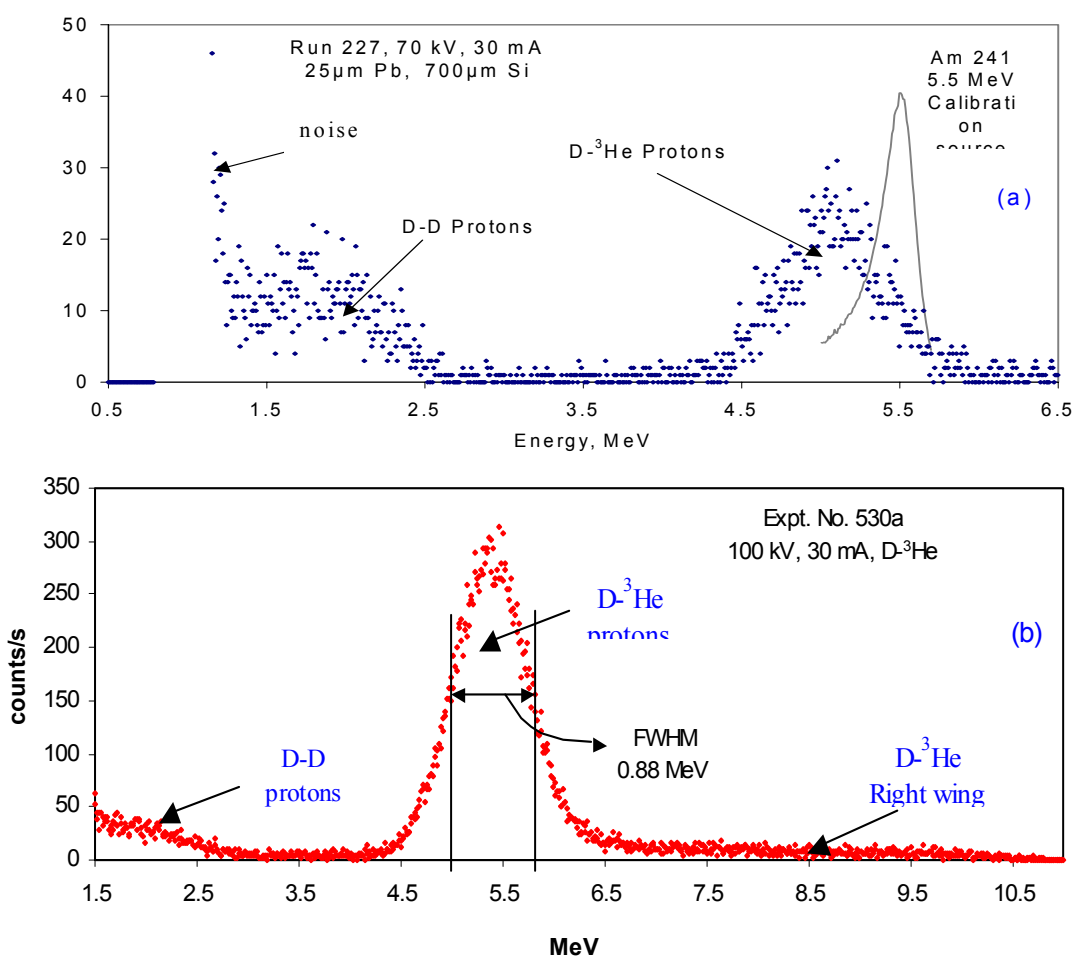 50
40
30
20
10
0
Run 227, 70 kV, 30 mA
25µm Pb, 700µm Si
noise
D-D Protons
D-³He Protons
Am 241
5.5 MeV
Calibrati
on
source
(a)
0.5 1.5 2.5 3.5 4.5 5.5 6.5
Energy, MeV
350
300
250
200
150
100
50
0
counts/s
Expt. No. 530a
100 kV, 30 mA, D-³He
D-³He
protons
(b)
FWHM
0.88 MeV
D-D
protons
D-³He
Right wing
1.5 2.5 3.5 4.5 5.5 6.5 7.5 8.5 9.5 10.5
MeV